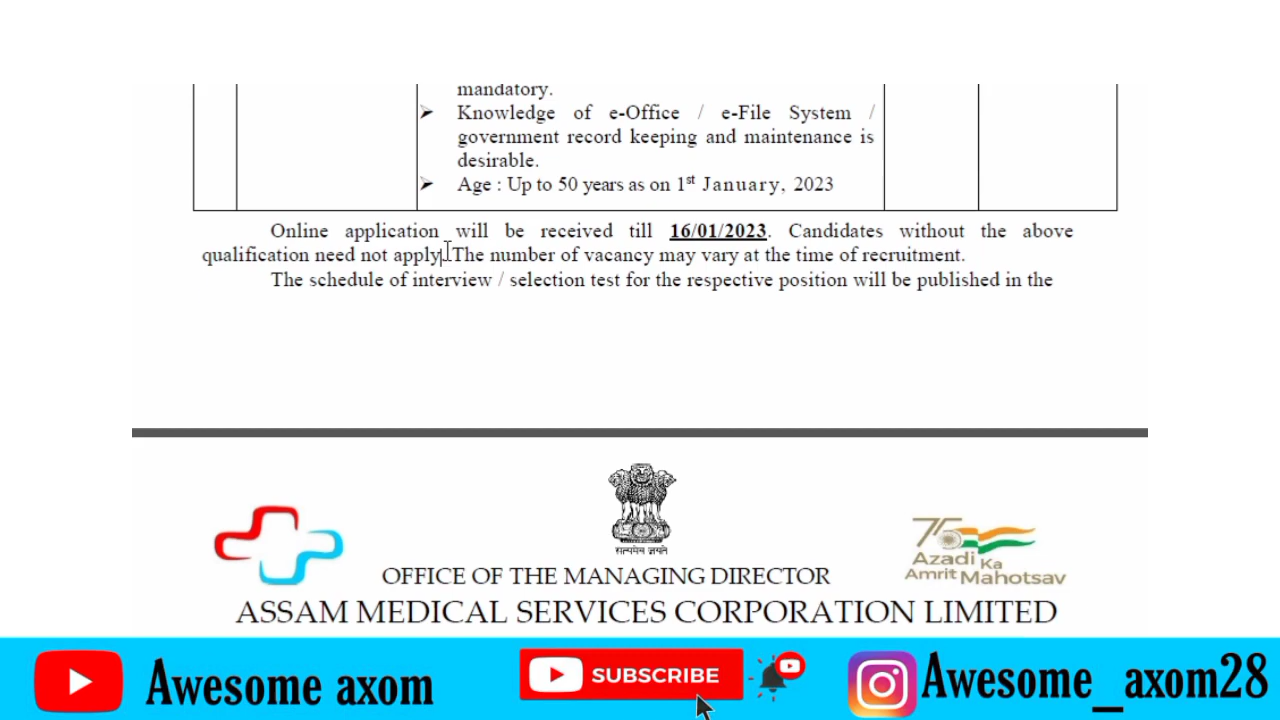 mandatory.
➢ Knowledge of e-Office / e-File System /
government record keeping and maintenance is
desirable.
➢ Age : Up to 50 years as on 1st January, 2023
Online application will be received till 16/01/2023. Candidates without the above
qualification need not apply. The number of vacancy may vary at the time of recruitment.
The schedule of interview / selection test for the respective position will be published in the
सत्यमेव जयते
75
Azadi Ka
Amrit Mahotsav
OFFICE OF THE MANAGING DIRECTOR
ASSAM MEDICAL SERVICES CORPORATION LIMITED
Awesome axom
SUBSCRIBE
Awesome_axom28